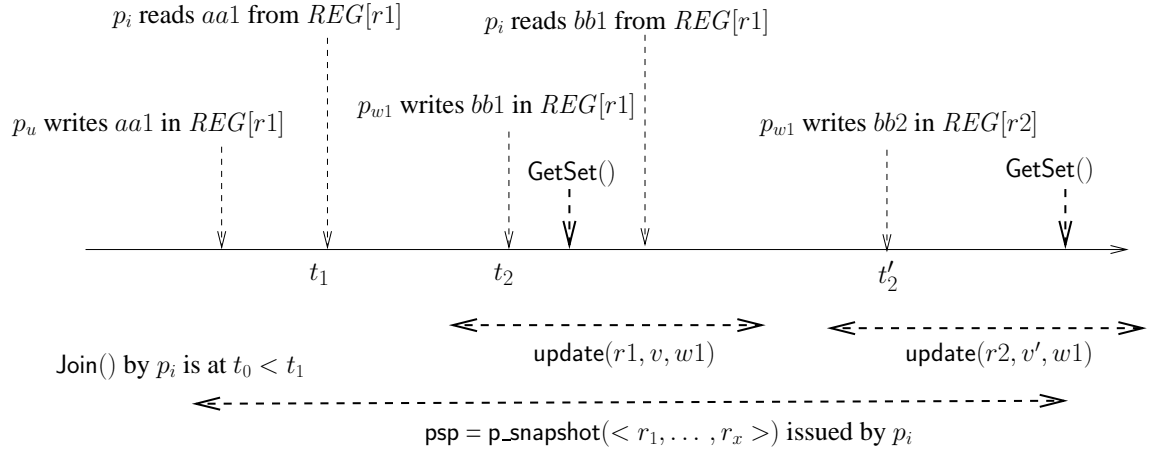 p_i reads aa1 from REG[r1]
p_i reads bb1 from REG[r1]
p_u writes aa1 in REG[r1]
p_{w1} writes bb1 in REG[r1]
p_{w1} writes bb2 in REG[r2]
GetSet()
GetSet()
t_1
t_2
t'_2
update(r1, v, w1)
update(r2, v′, w1)
Join() by p_i is at t_0 < t_1
psp = p_snapshot(< r_1, . . . , r_x >) issued by p_i